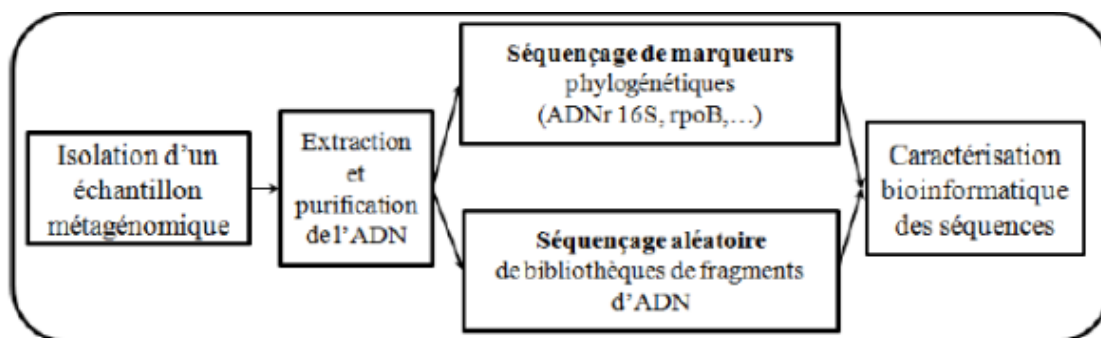 Isolation d'un
échantillon
métagénomique
Extraction
et
purification
de l'ADN
Séquençage de marqueurs
phylogénétiques
(ADNr 16S, rpoB,...)
Séquençage aléatoire
de bibliothèques de fragments
d'ADN
Caractérisation
bioinformatique
des séquences